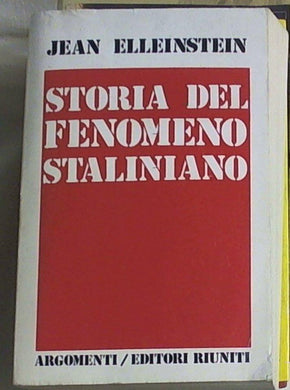 JEAN ELLEINSTEIN
STORIA DEL
FENOMENO
STALINIANO
ARGOMENTI/EDITORI RIUNITI